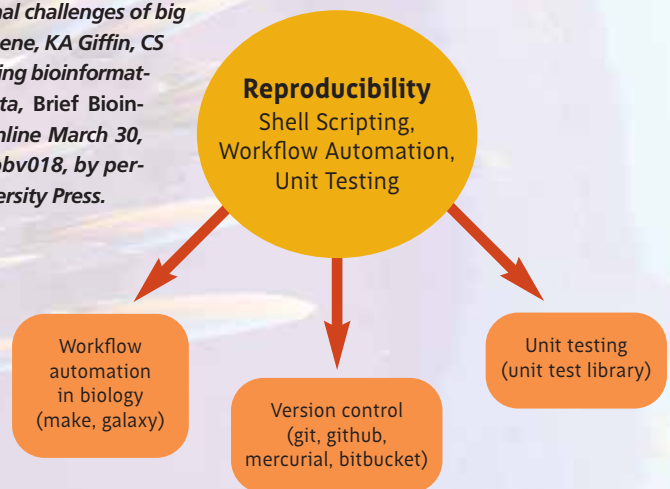 nal challenges of big
ene, KA Giffin, CS
ing bioinformat-
ta, Brief Bioin-
nline March 30,
obv018, by per-
ersity Press.
Reproducibility
Shell Scripting,
Workflow Automation,
Unit Testing
Workflow
automation
in biology
(make, galaxy)
Version control
(git, github,
mercurial, bitbucket)
Unit testing
(unit test library)